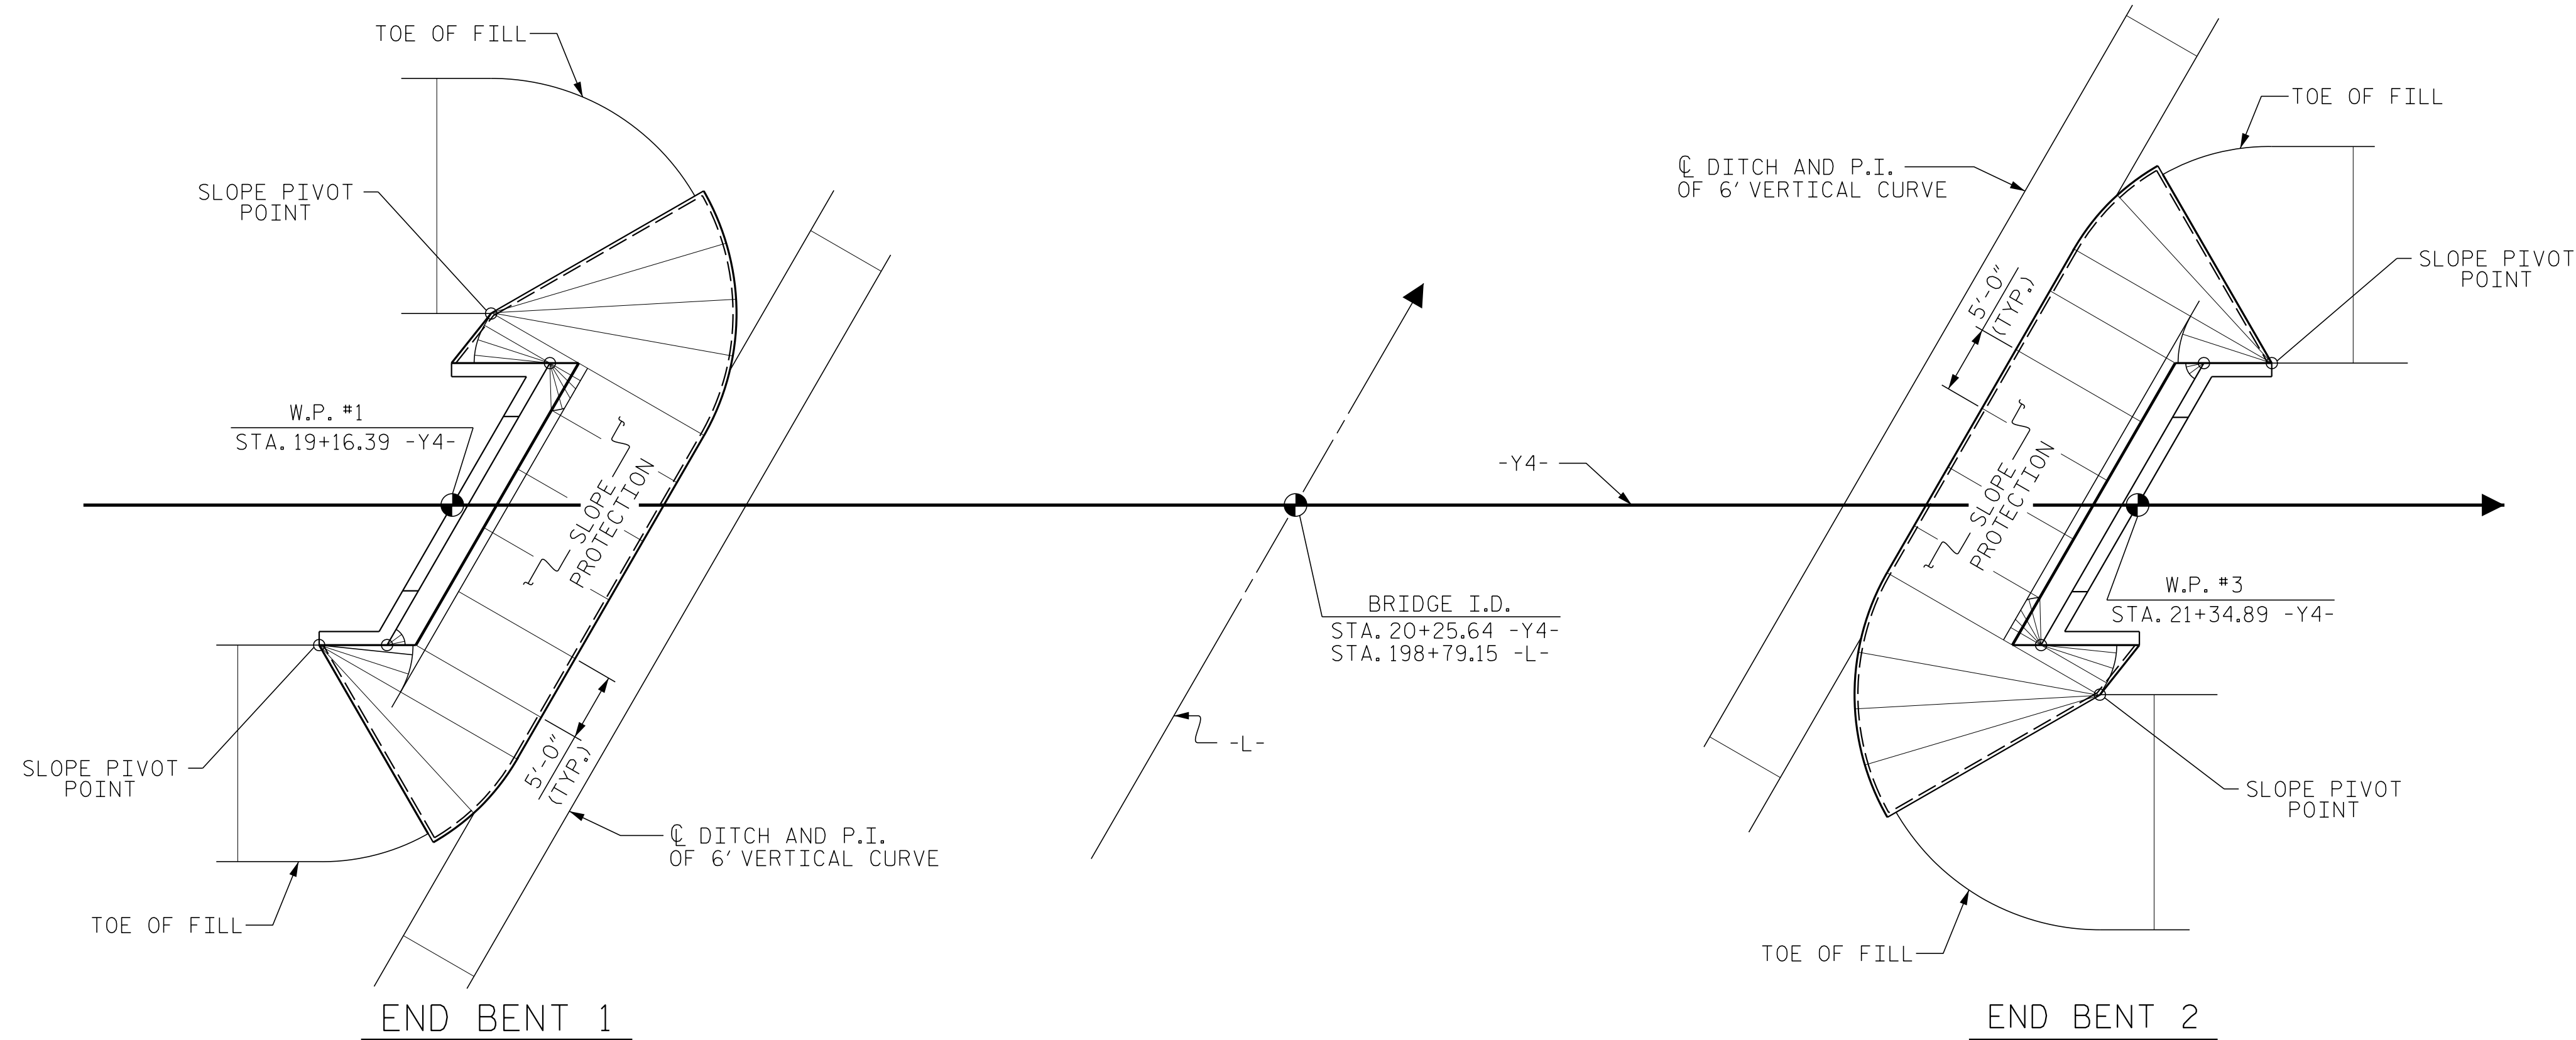 TOE OF FILL
SLOPE PIVOT
POINT
W.P. #1
STA. 19+16.39 -Y4-
SLOPE
PROTECTION
SLOPE PIVOT
POINT
TOE OF FILL
5'-0"
(TYP.)
℄ DITCH AND P.I.
OF 6' VERTICAL CURVE
END BENT 1
-Y4-
BRIDGE I.D.
STA. 20+25.64 -Y4-
STA. 198+79.15 -L-
-L-
TOE OF FILL
℄ DITCH AND P.I.
OF 6' VERTICAL CURVE
SLOPE PIVOT
POINT
5'-0"
(TYP.)
SLOPE
PROTECTION
W.P. #3
STA. 21+34.89 -Y4-
SLOPE PIVOT
POINT
TOE OF FILL
END BENT 2